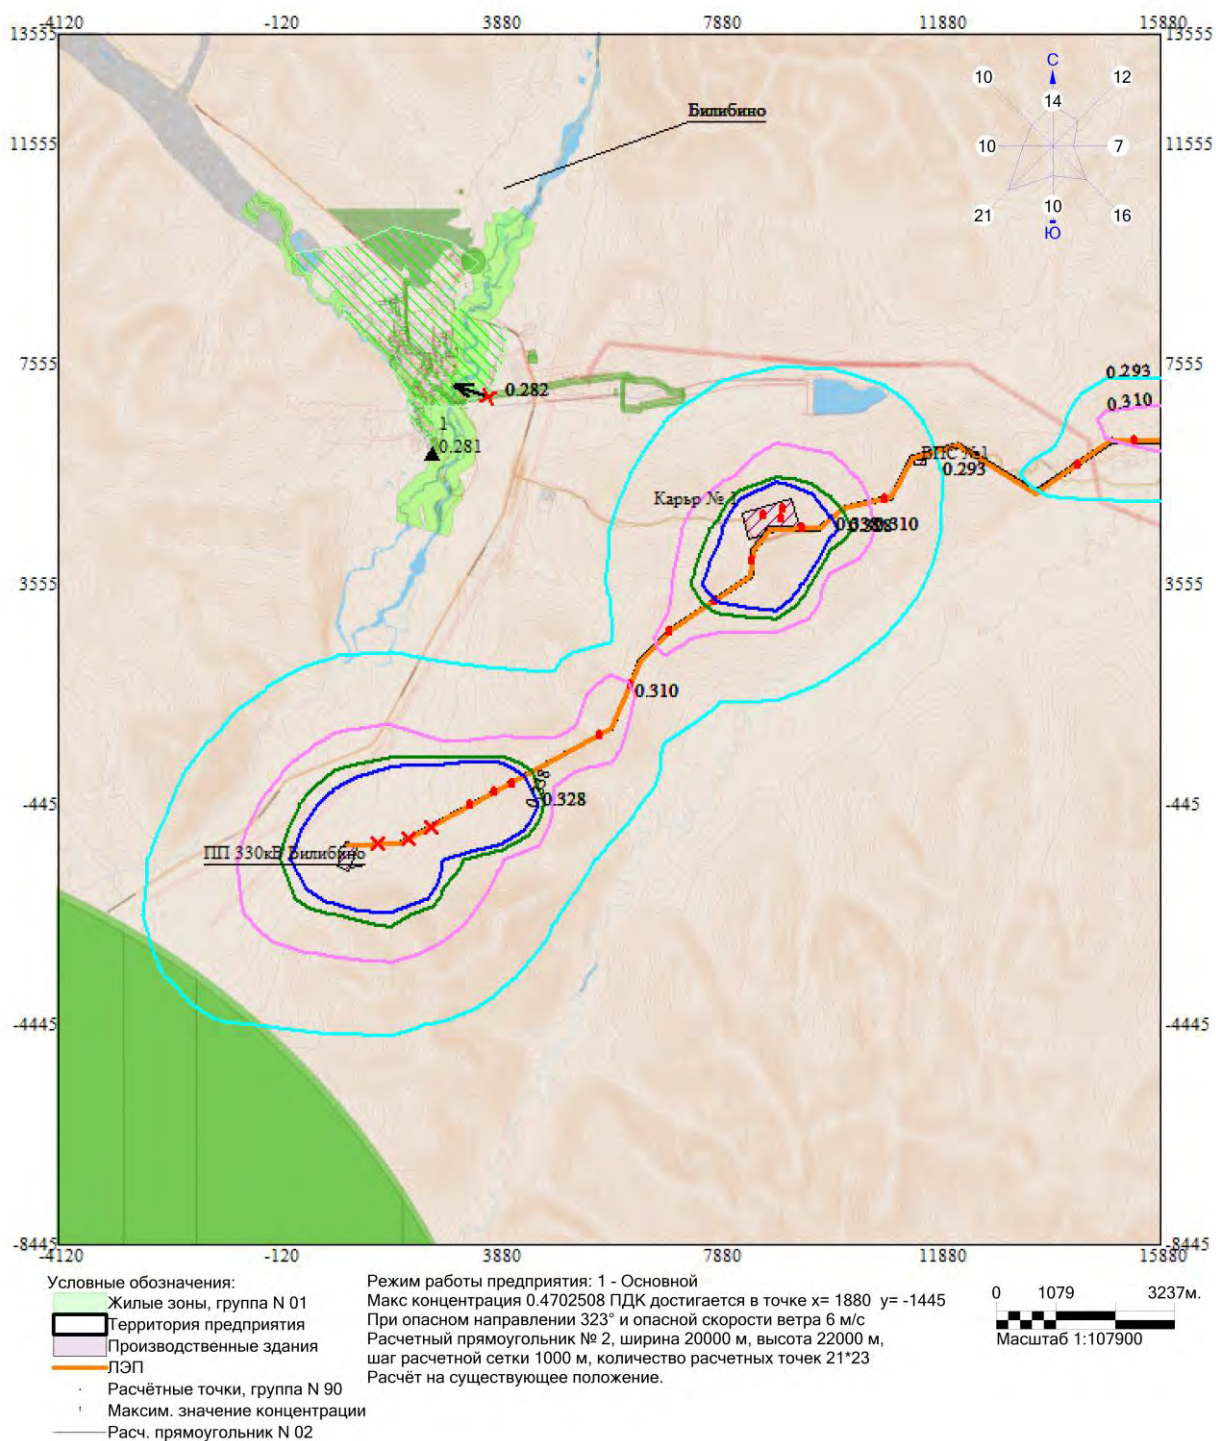 -4120 -120 3880 7880 11880 15880
13555 13555
С
10 12
14
Билибино
11555 11555
10 7
10
21 16
Ю
7555 7555
0.293
0.282
0.310
1
0.281
ВПС №1
0.293
Карьр № 1
0.310
3555 3555
0.310
-445 -445
0.328
ПП 330кВ Билибино
-4445 -4445
-8445 -8445
-4120 -120 3880 7880 11880 15880
Условные обозначения:
Жилые зоны, группа N 01
Территория предприятия
Производственные здания
ЛЭП
Расчётные точки, группа N 90
Максим. значение концентрации
Расч. прямоугольник N 02
Режим работы предприятия: 1 - Основной
Макс концентрация 0.4702508 ПДК достигается в точке x= 1880 y= -1445
При опасном направлении 323° и опасной скорости ветра 6 м/с
Расчетный прямоугольник № 2, ширина 20000 м, высота 22000 м,
шаг расчетной сетки 1000 м, количество расчетных точек 21*23
Расчёт на существующее положение.
0 1079 3237м.
Масштаб 1:107900